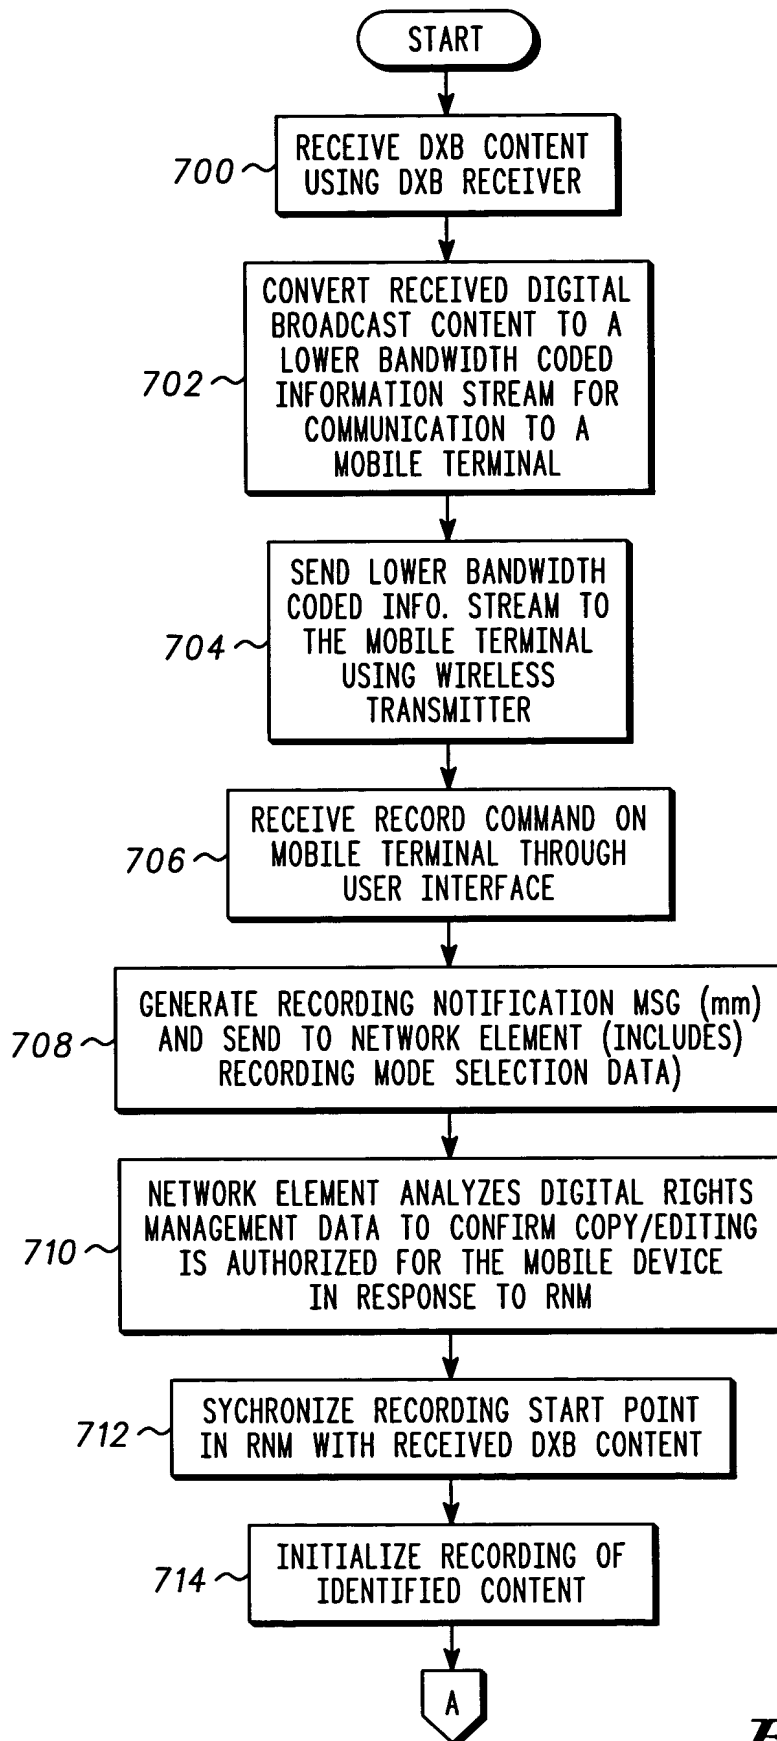 START
700
RECEIVE DXB CONTENT
USING DXB RECEIVER
702
CONVERT RECEIVED DIGITAL
BROADCAST CONTENT TO A
LOWER BANDWIDTH CODED
INFORMATION STREAM FOR
COMMUNICATION TO A
MOBILE TERMINAL
704
SEND LOWER BANDWIDTH
CODED INFO. STREAM TO
THE MOBILE TERMINAL
USING WIRELESS
TRANSMITTER
706
RECEIVE RECORD COMMAND ON
MOBILE TERMINAL THROUGH
USER INTERFACE
708
GENERATE RECORDING NOTIFICATION MSG (mm)
AND SEND TO NETWORK ELEMENT (INCLUDES)
RECORDING MODE SELECTION DATA)
710
NETWORK ELEMENT ANALYZES DIGITAL RIGHTS
MANAGEMENT DATA TO CONFIRM COPY/EDITING
IS AUTHORIZED FOR THE MOBILE DEVICE
IN RESPONSE TO RNM
712
SYCHRONIZE RECORDING START POINT
IN RNM WITH RECEIVED DXB CONTENT
714
INITIALIZE RECORDING OF
IDENTIFIED CONTENT
A